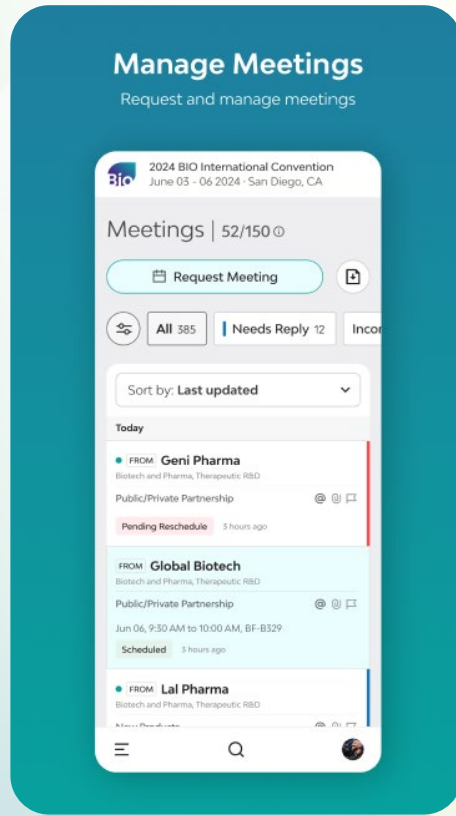 Manage Meetings
Request and manage meetings
Bio
2024 BIO International Convention
June 03 - 06 2024 · San Diego, CA
Meetings | 52/150
Request Meeting
All 385
Needs Reply 12
Incor
Sort by: Last updated
Today
FROM Geni Pharma
Biotech and Pharma, Therapeutic R&D
Public/Private Partnership
Pending Reschedule 3 hours ago
FROM Global Biotech
Biotech and Pharma, Therapeutic R&D
Public/Private Partnership
Jun 06, 9:30 AM to 10:00 AM, BF-B329
Scheduled 3 hours ago
FROM Lal Pharma
Biotech and Pharma, Therapeutic R&D
New Products